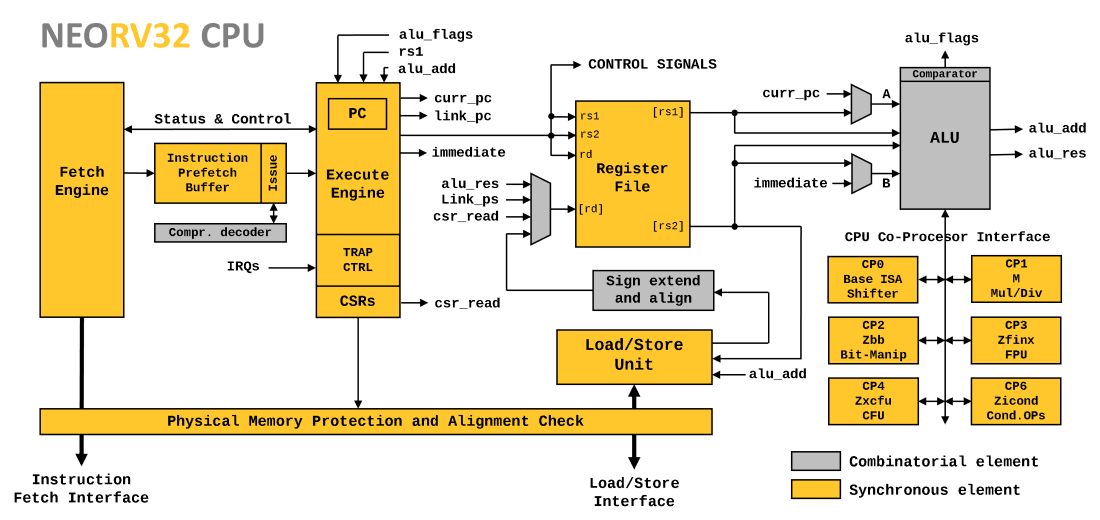 NEORV32 CPU
alu_flags
rs1
alu_add
curr_pc
link_pc
immediate
Status & Control
Fetch
Engine
Instruction
Prefetch
Buffer
Issue
Compr. decoder
PC
Execute
Engine
TRAP
CTRL
CSRs
IRQs
csr_read
CONTROL SIGNALS
rs1
rs2
rd
[rd]
[rs1]
[rs2]
Register
File
alu_res
Link_ps
csr_read
Sign extend
and align
Load/Store
Unit
alu_add
curr_pc
A
immediate
B
alu_flags
Comparator
ALU
alu_add
alu_res
CPU Co-Procesor Interface
CP0
Base ISA
Shifter
CP1
M
Mul/Div
CP2
Zbb
Bit-Manip
CP3
Zfinx
FPU
CP4
Zxcfu
CFU
CP6
Zicond
Cond.OPs
Physical Memory Protection and Alignment Check
Instruction
Fetch Interface
Load/Store
Interface
Combinatorial element
Synchronous element